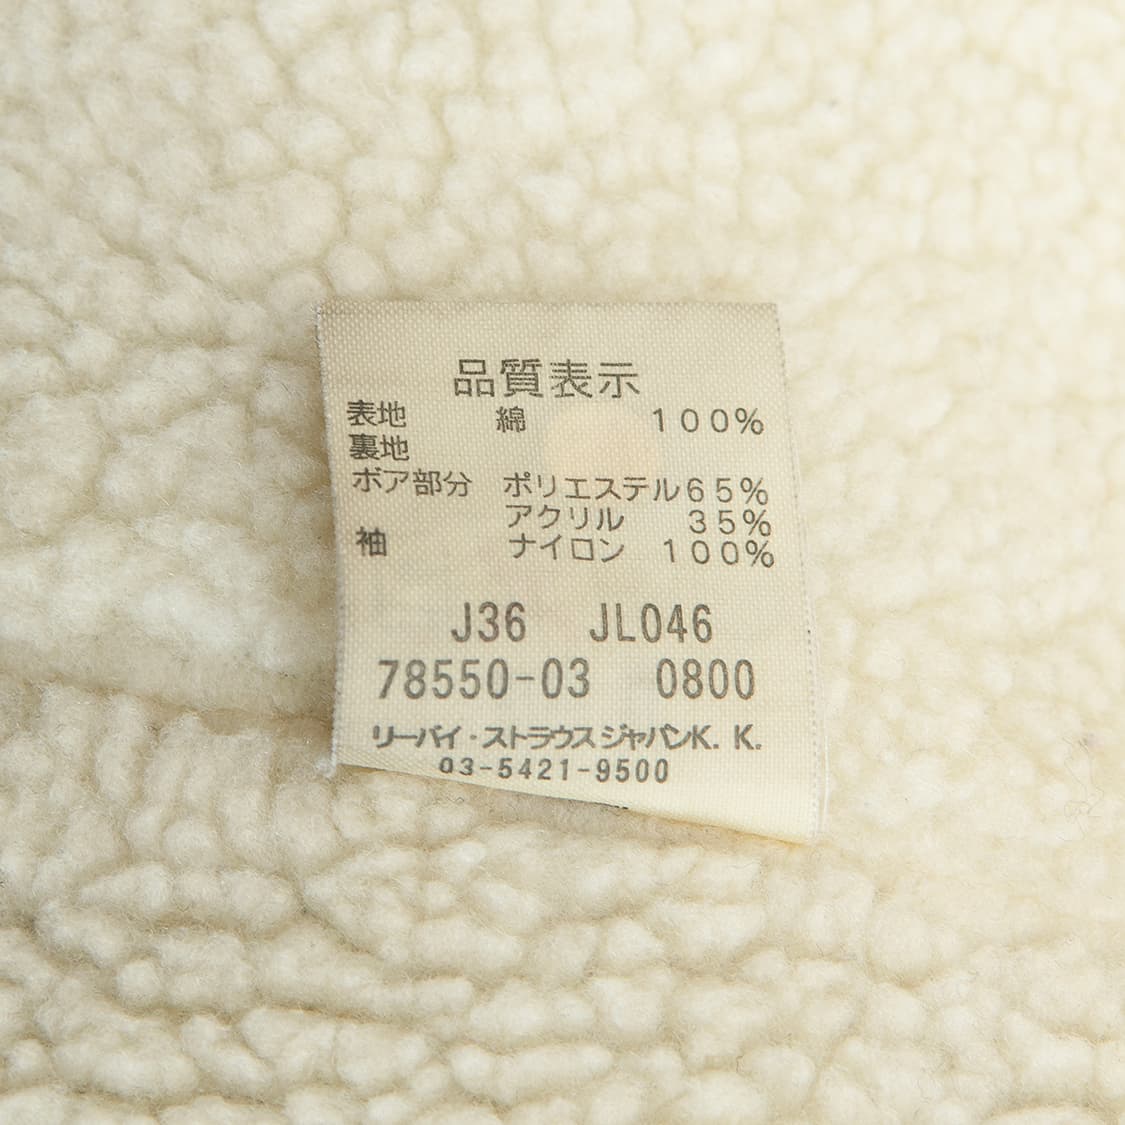 品質表示
表地 綿 100%
裏地
ボア部分 ポリエステル65%
アクリル 35%
袖 ナイロン 100%
J36 JL046
78550-03 0800
リーバイ・ストラウスジャパンK.K.
03-5421-9500